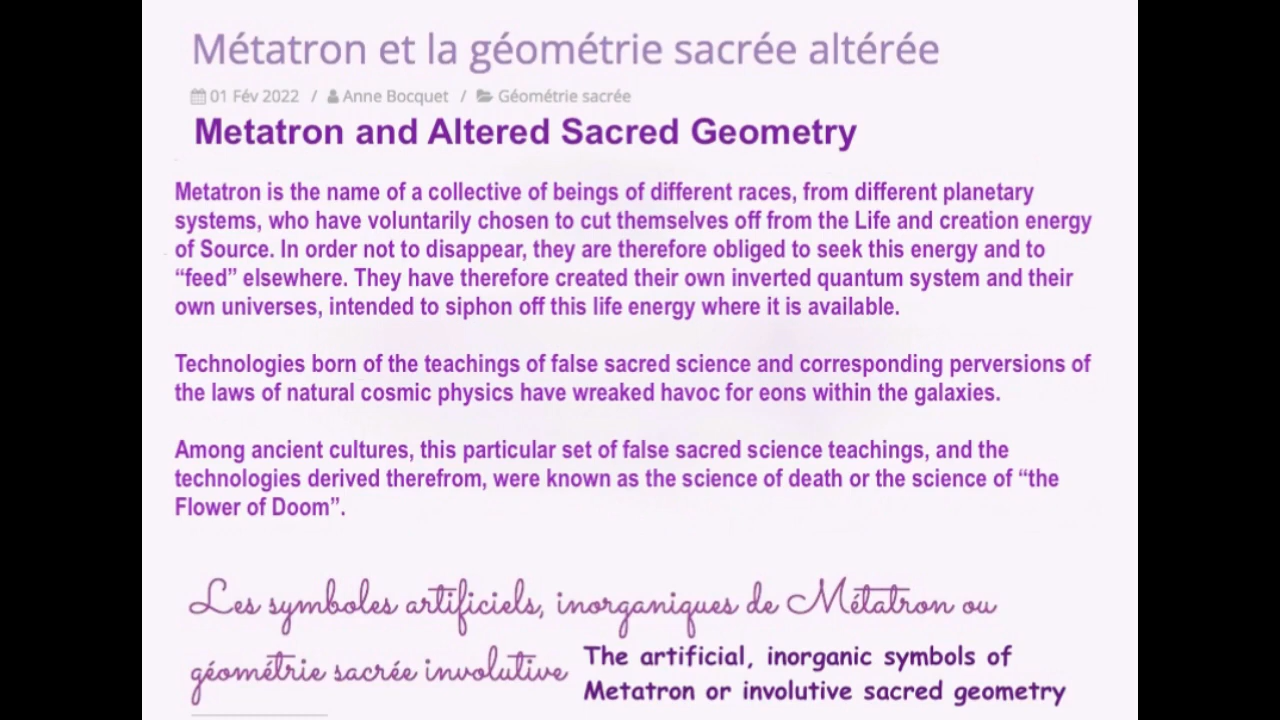 Métatron et la géométrie sacrée altérée
01 Fév 2022 / Anne Bocquet / Géométrie sacrée
Metatron and Altered Sacred Geometry
Metatron is the name of a collective of beings of different races, from different planetary
systems, who have voluntarily chosen to cut themselves off from the Life and creation energy
of Source. In order not to disappear, they are therefore obliged to seek this energy and to
“feed” elsewhere. They have therefore created their own inverted quantum system and their
own universes, intended to siphon off this life energy where it is available.
Technologies born of the teachings of false sacred science and corresponding perversions of
the laws of natural cosmic physics have wreaked havoc for eons within the galaxies.
Among ancient cultures, this particular set of false sacred science teachings, and the
technologies derived therefrom, were known as the science of death or the science of “the
Flower of Doom”.
Les symboles artificiels, inorganiques de Métatron ou
géométrie sacrée involutive
The artificial, inorganic symbols of
Metatron or involutive sacred geometry